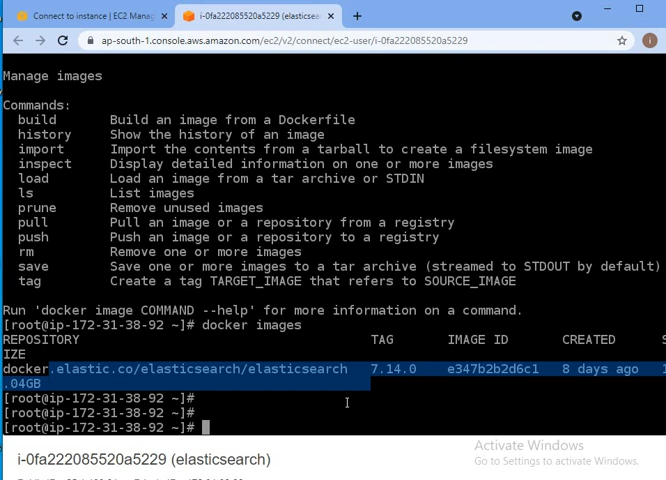 Connect to instance | EC2 Manag
i-0fa222085520a5229 (elasticsea
ap-south-1.console.aws.amazon.com/ec2/v2/connect/ec2-user/i-0fa222085520a5229
i
Manage images
Commands:
build Build an image from a Dockerfile
history Show the history of an image
import Import the contents from a tarball to create a filesystem image
inspect Display detailed information on one or more images
load Load an image from a tar archive or STDIN
ls List images
prune Remove unused images
pull Pull an image or a repository from a registry
push Push an image or a repository to a registry
rm Remove one or more images
save Save one or more images to a tar archive (streamed to STDOUT by default)
tag Create a tag TARGET_IMAGE that refers to SOURCE_IMAGE
Run 'docker image COMMAND --help' for more information on a command.
[root@ip-172-31-38-92 ~]# docker images
REPOSITORY TAG IMAGE ID CREATED S
IZE
docker.elastic.co/elasticsearch/elasticsearch 7.14.0 e347b2b2d6c1 8 days ago 1
.04GB
[root@ip-172-31-38-92 ~]#
[root@ip-172-31-38-92 ~]#
[root@ip-172-31-38-92 ~]#
i-0fa222085520a5229 (elasticsearch)
Activate Windows
Go to Settings to activate Windows.